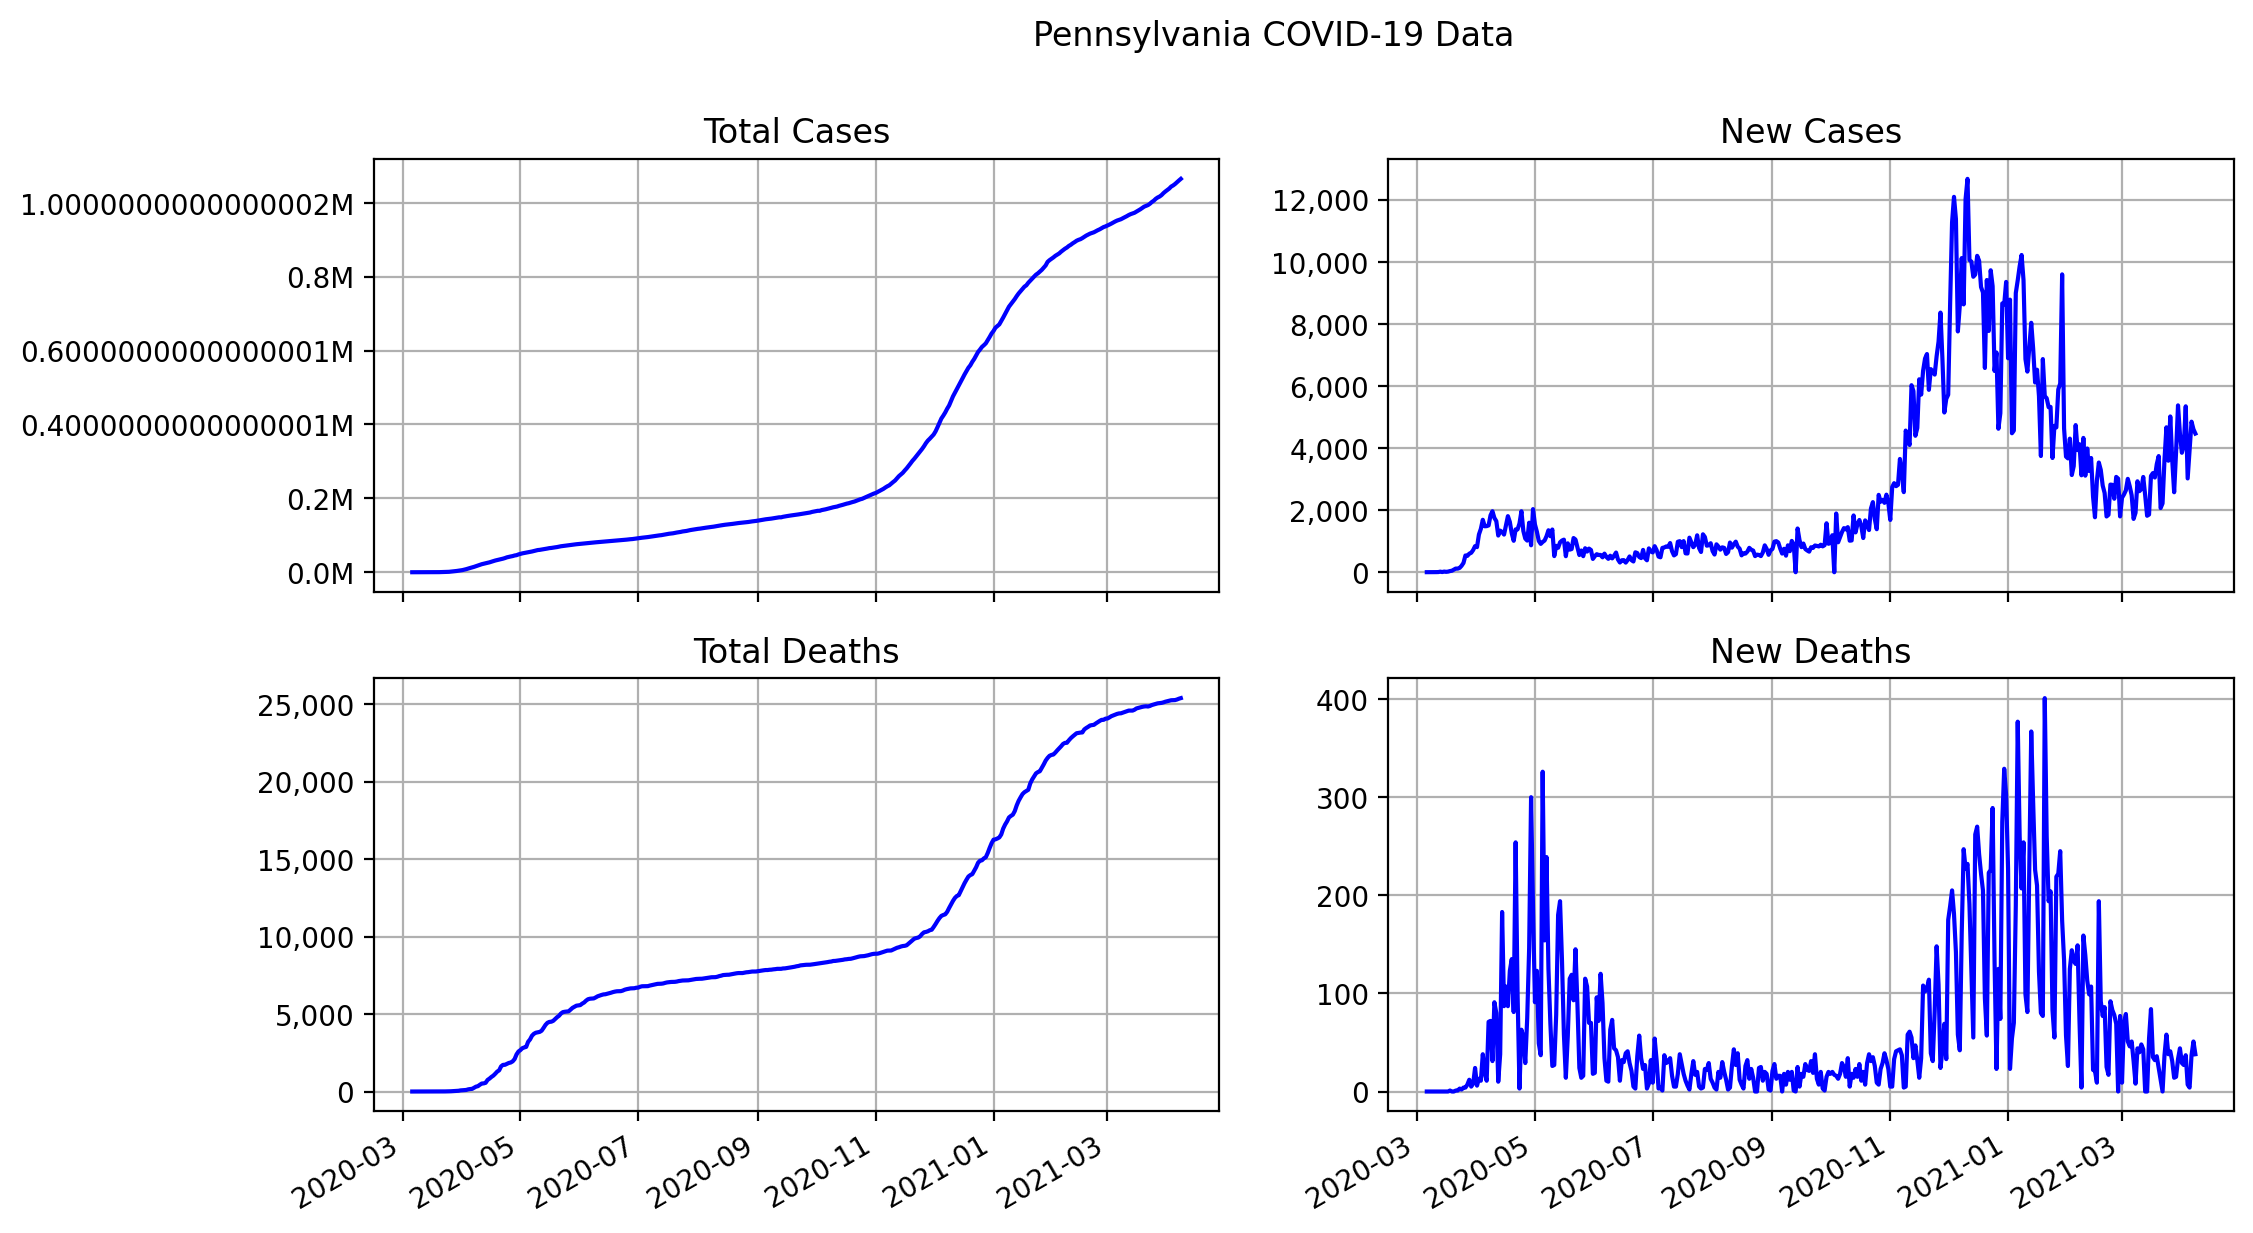 Pennsylvania COVID-19 Data
Total Cases
1.0000000000000002M
0.8M
0.6000000000000001M
0.4000000000000001M
0.2M
0.0M
New Cases
12,000
10,000
8,000
6,000
4,000
2,000
0
Total Deaths
25,000
20,000
15,000
10,000
5,000
0
2020-03
2020-05
2020-07
2020-09
2020-11
2021-01
2021-03
New Deaths
400
300
200
100
0
2020-03
2020-05
2020-07
2020-09
2020-11
2021-01
2021-03